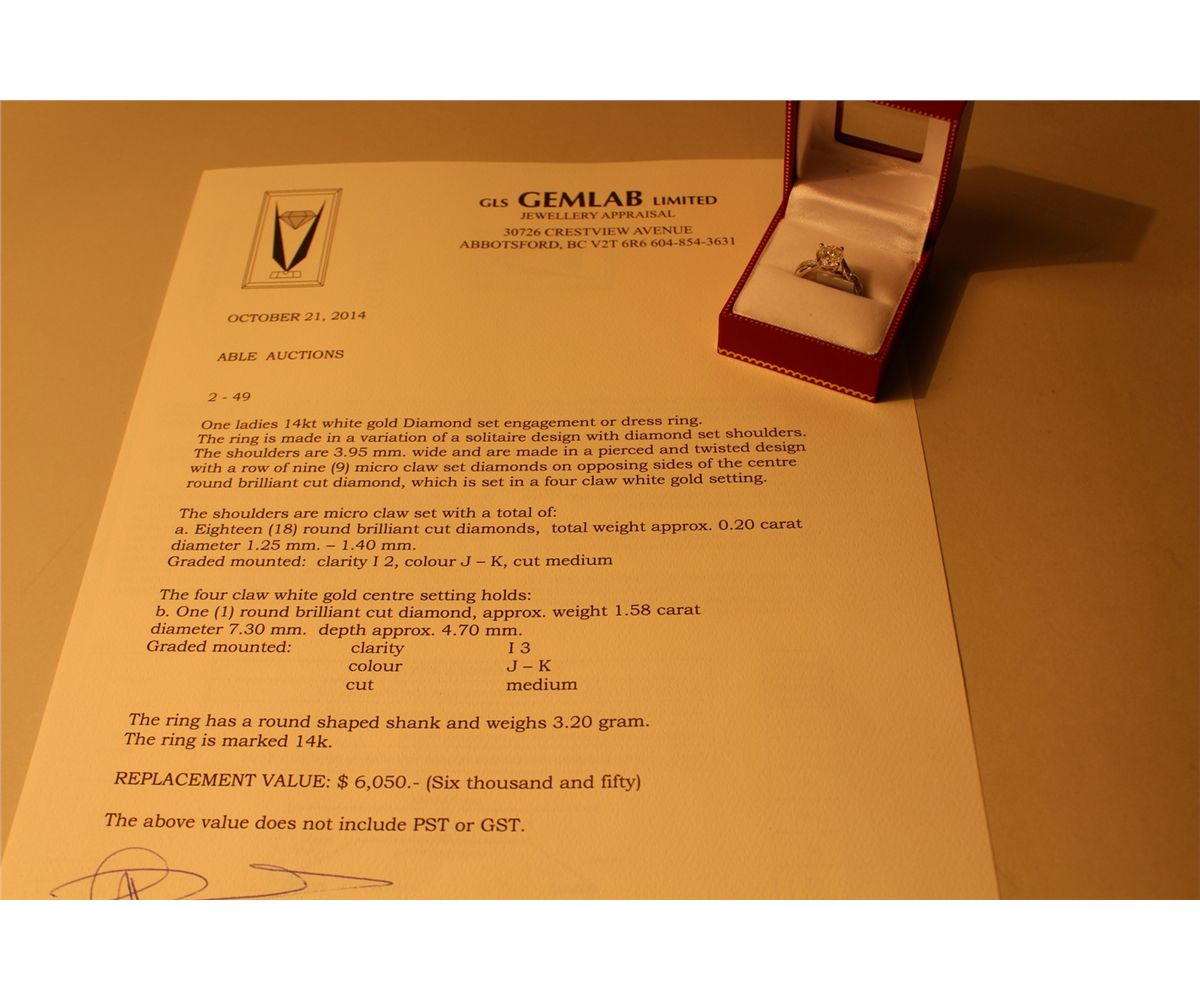 GLS GEMLAB LIMITED
JEWELLERY APPRAISAL
30726 CRESTVIEW AVENUE
ABBOTSFORD, BC V2T 6R6 604-854-3631
OCTOBER 21, 2014
ABLE AUCTIONS
2 - 49
One ladies 14kt white gold Diamond set engagement or dress ring.
The ring is made in a variation of a solitaire design with diamond set shoulders.
The shoulders are 3.95 mm. wide and are made in a pierced and twisted design
with a row of nine (9) micro claw set diamonds on opposing sides of the centre
round brilliant cut diamond, which is set in a four claw white gold setting.
The shoulders are micro claw set with a total of:
a. Eighteen (18) round brilliant cut diamonds, total weight approx. 0.20 carat
diameter 1.25 mm. – 1.40 mm.
Graded mounted: clarity I 2, colour J – K, cut medium
The four claw white gold centre setting holds:
b. One (1) round brilliant cut diamond, approx. weight 1.58 carat
diameter 7.30 mm. depth approx. 4.70 mm.
Graded mounted: clarity I 3
colour J – K
cut medium
The ring has a round shaped shank and weighs 3.20 gram.
The ring is marked 14k.
REPLACEMENT VALUE: $ 6,050.- (Six thousand and fifty)
The above value does not include PST or GST.